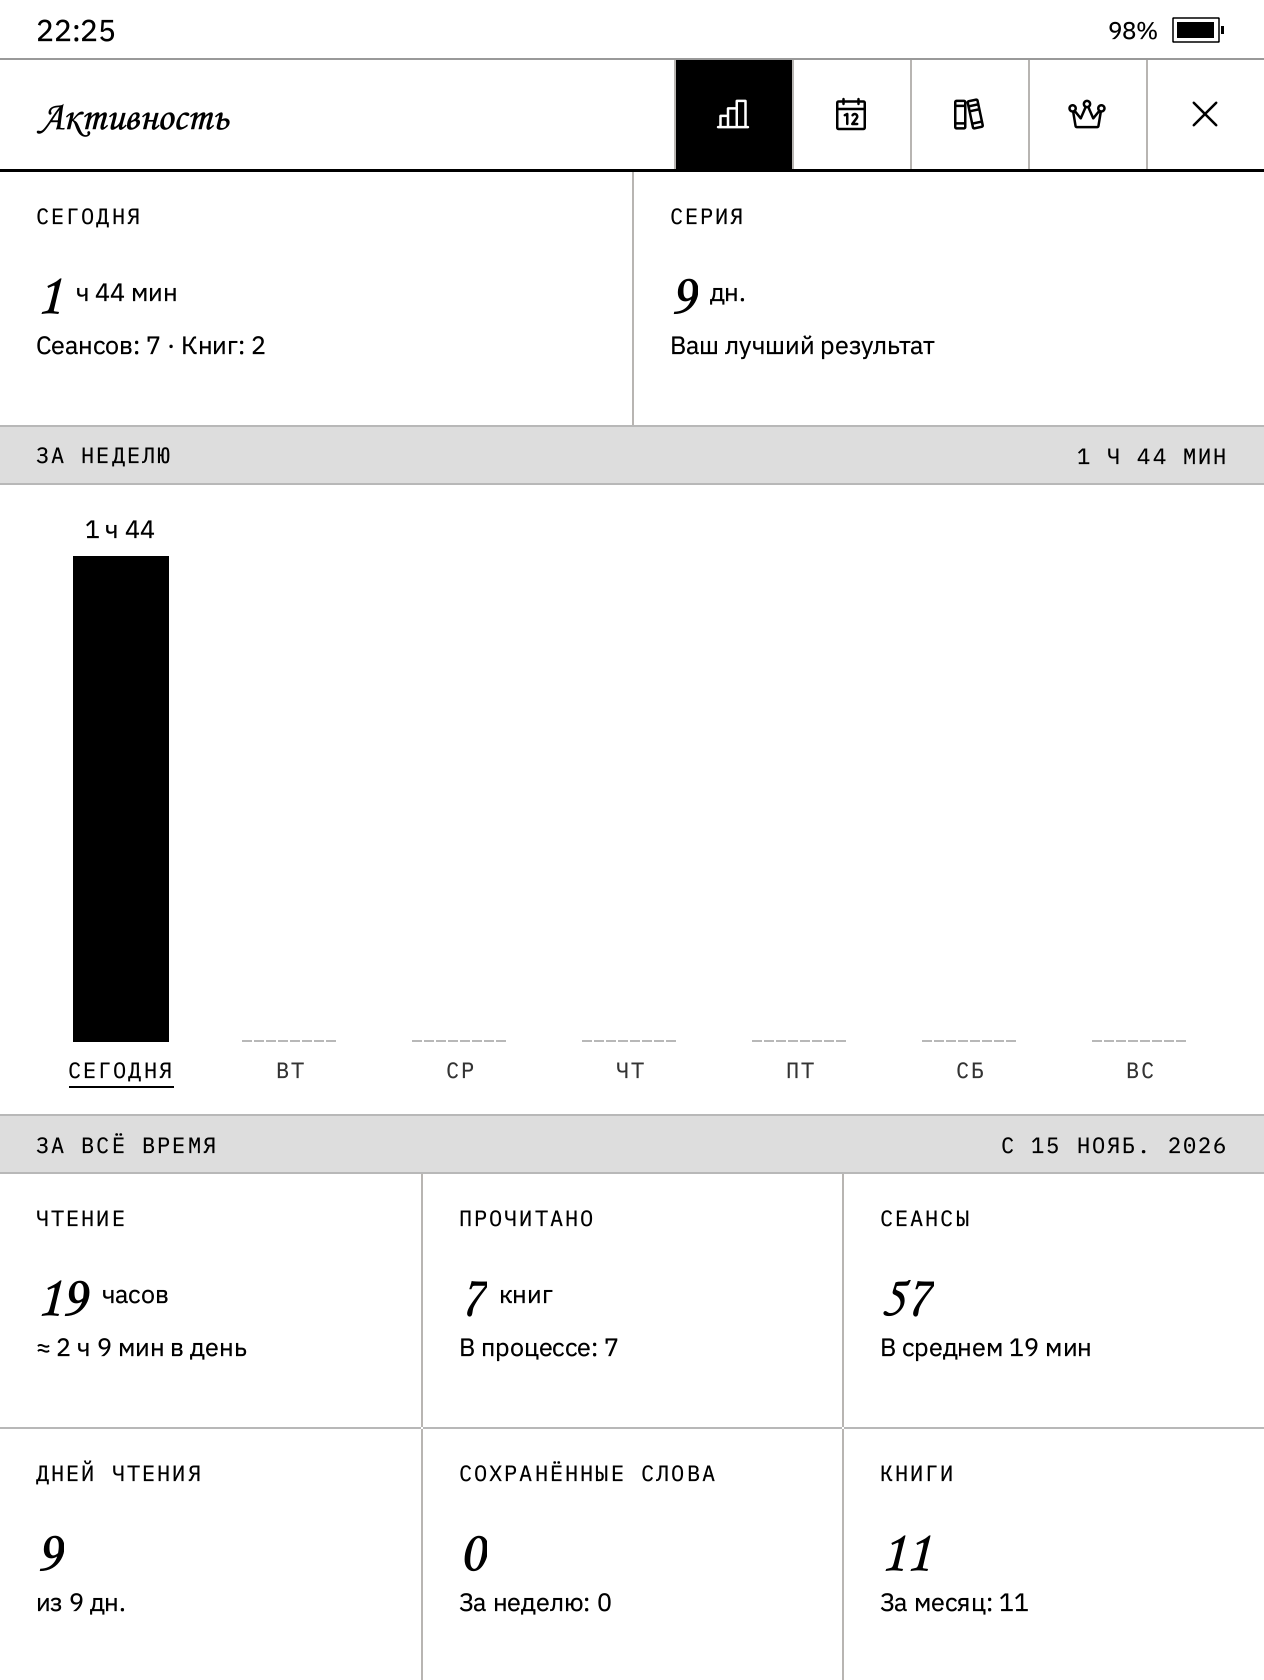 22:25 98%
Активность 12
СЕГОДНЯ
1 ч 44 мин
Сеансов: 7 · Книг: 2
СЕРИЯ
9 дн.
Ваш лучший результат
ЗА НЕДЕЛЮ 1 Ч 44 МИН
1 ч 44
СЕГОДНЯ ВТ СР ЧТ ПТ СБ ВС
ЗА ВСЁ ВРЕМЯ С 15 НОЯБ. 2026
ЧТЕНИЕ
19 часов
≈ 2 ч 9 мин в день
ПРОЧИТАНО
7 книг
В процессе: 7
СЕАНСЫ
57
В среднем 19 мин
ДНЕЙ ЧТЕНИЯ
9
из 9 дн.
СОХРАНЁННЫЕ СЛОВА
0
За неделю: 0
КНИГИ
11
За месяц: 11